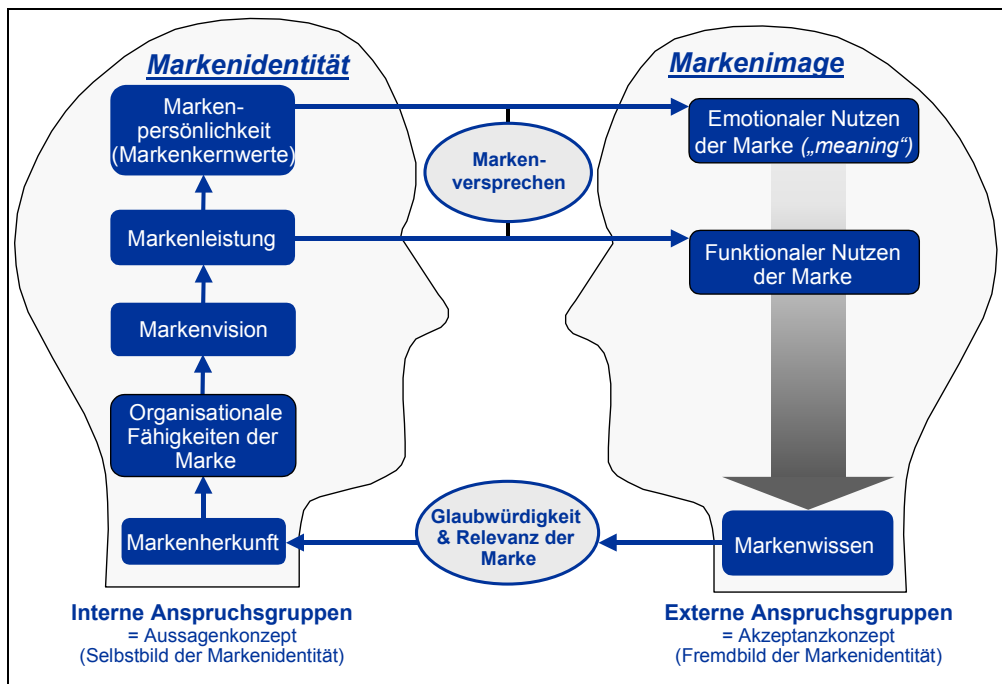 Markenidentität
Marken-
persönlichkeit
(Markenkernwerte)
Markenleistung
Markenvision
Organisationale
Fähigkeiten der
Marke
Markenherkunft
Interne Anspruchsgruppen
= Aussagenkonzept
(Selbstbild der Markenidentität)
Marken-
versprechen
Glaubwürdigkeit
& Relevanz der
Marke
Markenimage
Emotionaler Nutzen
der Marke („meaning“)
Funktionaler Nutzen
der Marke
Markenwissen
Externe Anspruchsgruppen
= Akzeptanzkonzept
(Fremdbild der Markenidentität)